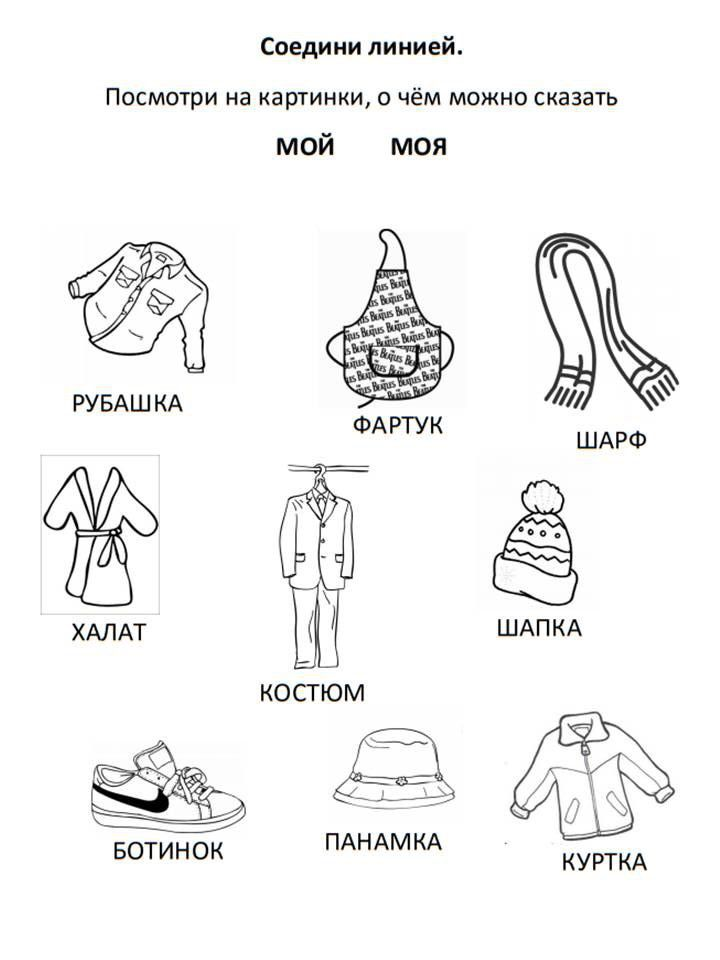 Соедини линией.
Посмотри на картинки, о чём можно сказать
МОЙ МОЯ
РУБАШКА
ФАРТУК
ШАРФ
ХАЛАТ
КОСТЮМ
ШАПКА
БОТИНОК
ПАНАМКА
КУРТКА